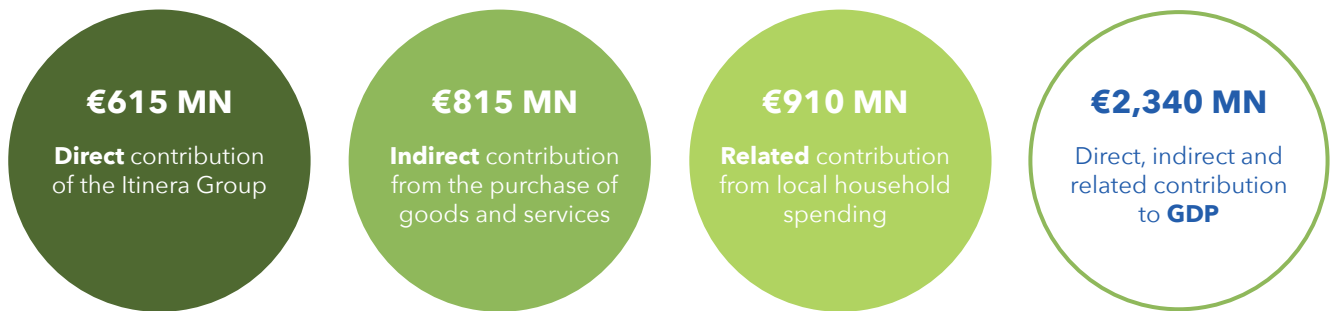 €615 MN
Direct contribution
of the Itinera Group
€815 MN
Indirect contribution
from the purchase of
goods and services
€910 MN
Related contribution
from local household
spending
€2,340 MN
Direct, indirect and
related contribution
to GDP